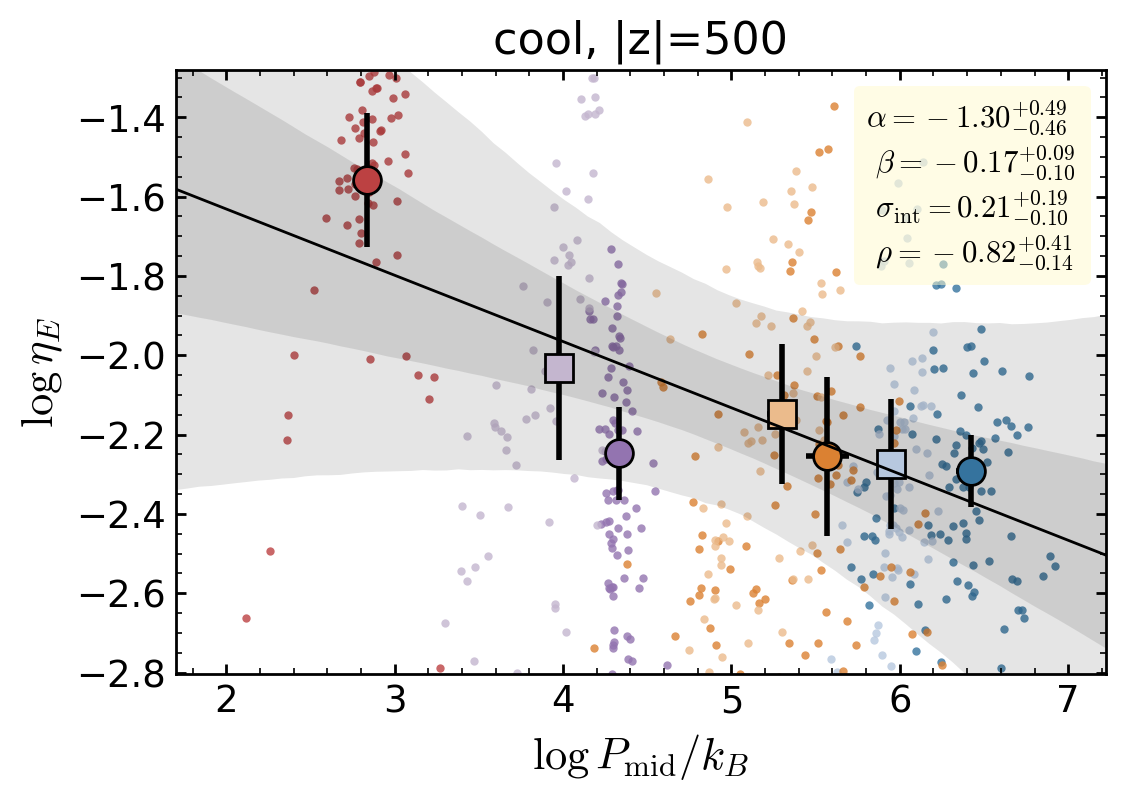 cool, |z|=500
α = −1.30^{+0.49}_{−0.46}
β = −0.17^{+0.09}_{−0.10}
σ_int = 0.21^{+0.19}_{−0.10}
ρ = −0.82^{+0.41}_{−0.14}
−1.4
−1.6
−1.8
−2.0
−2.2
−2.4
−2.6
−2.8
log η_E
2 3 4 5 6 7
log P_mid/k_B